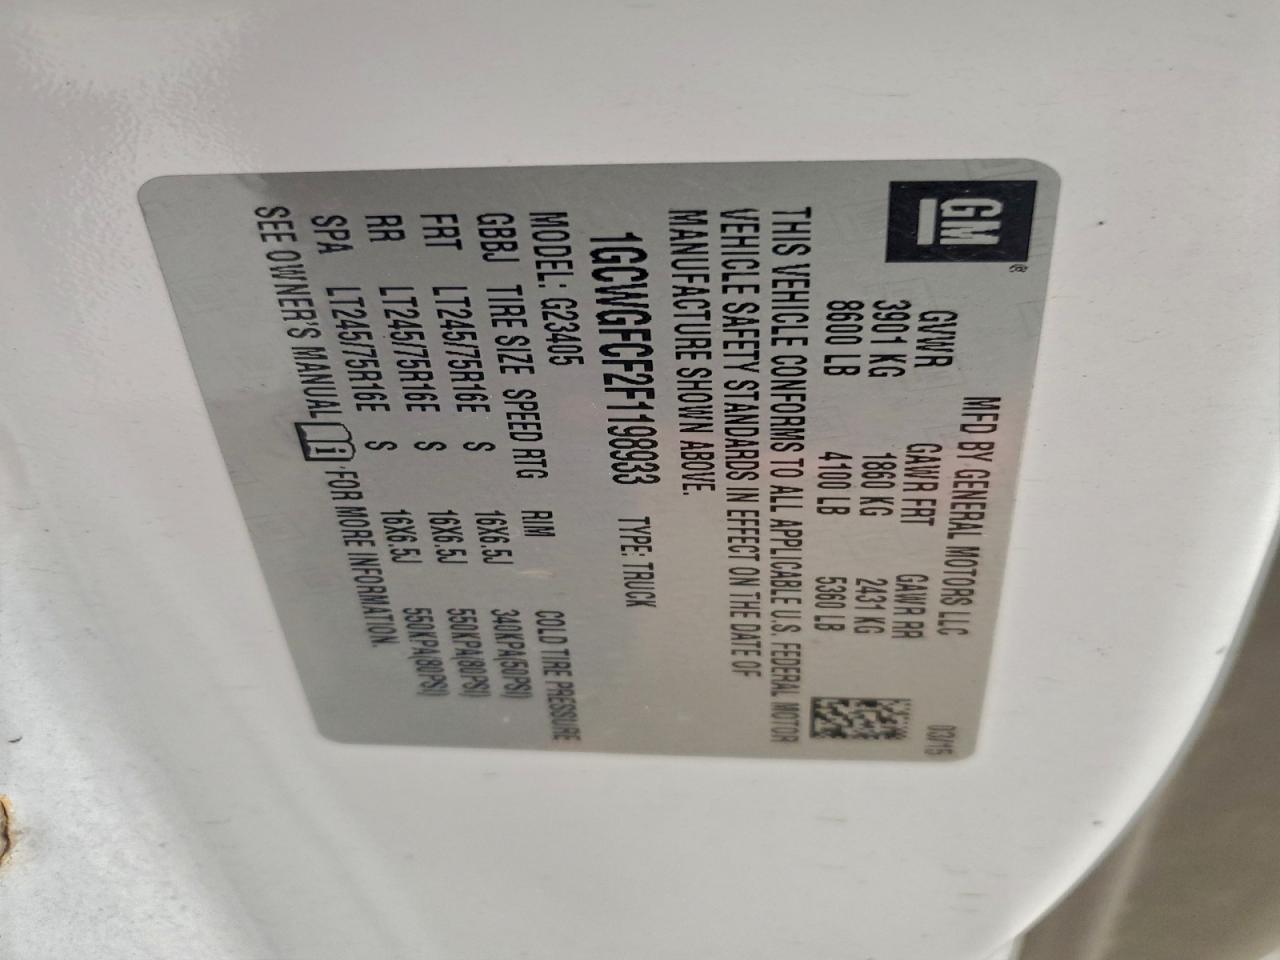 GM®
MFD BY GENERAL MOTORS LLC 03/15
GVWR GAWR FRT GAWR RR
3901 KG 1860 KG 2431 KG
8600 LB 4100 LB 5360 LB
THIS VEHICLE CONFORMS TO ALL APPLICABLE U.S. FEDERAL MOTOR
VEHICLE SAFETY STANDARDS IN EFFECT ON THE DATE OF
MANUFACTURE SHOWN ABOVE.
1GCWGFCF2F1198933 TYPE: TRUCK
MODEL: G23405
GBBJ TIRE SIZE SPEED RTG RIM COLD TIRE PRESSURE
FRT LT245/75R16E S 16X6.5J 340KPA(50PSI)
RR LT245/75R16E S 16X6.5J 550KPA(80PSI)
SPA LT245/75R16E S 16X6.5J 550KPA(80PSI)
SEE OWNER'S MANUAL i FOR MORE INFORMATION.